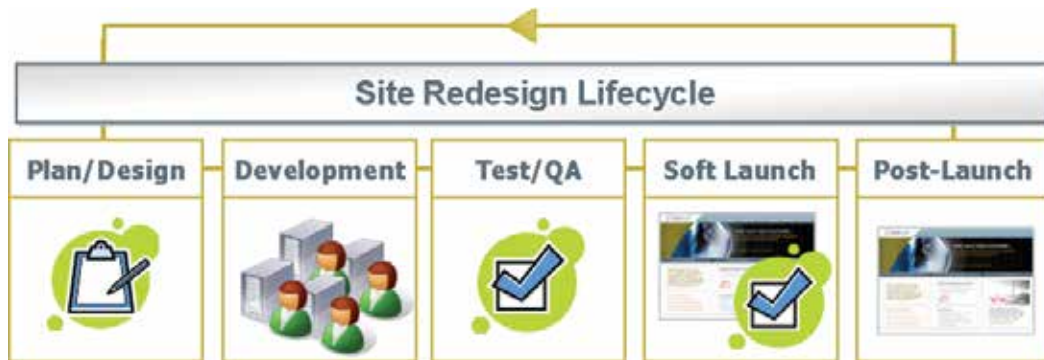 Site Redesign Lifecycle
Plan/Design
Development
Test/QA
Soft Launch
Post-Launch